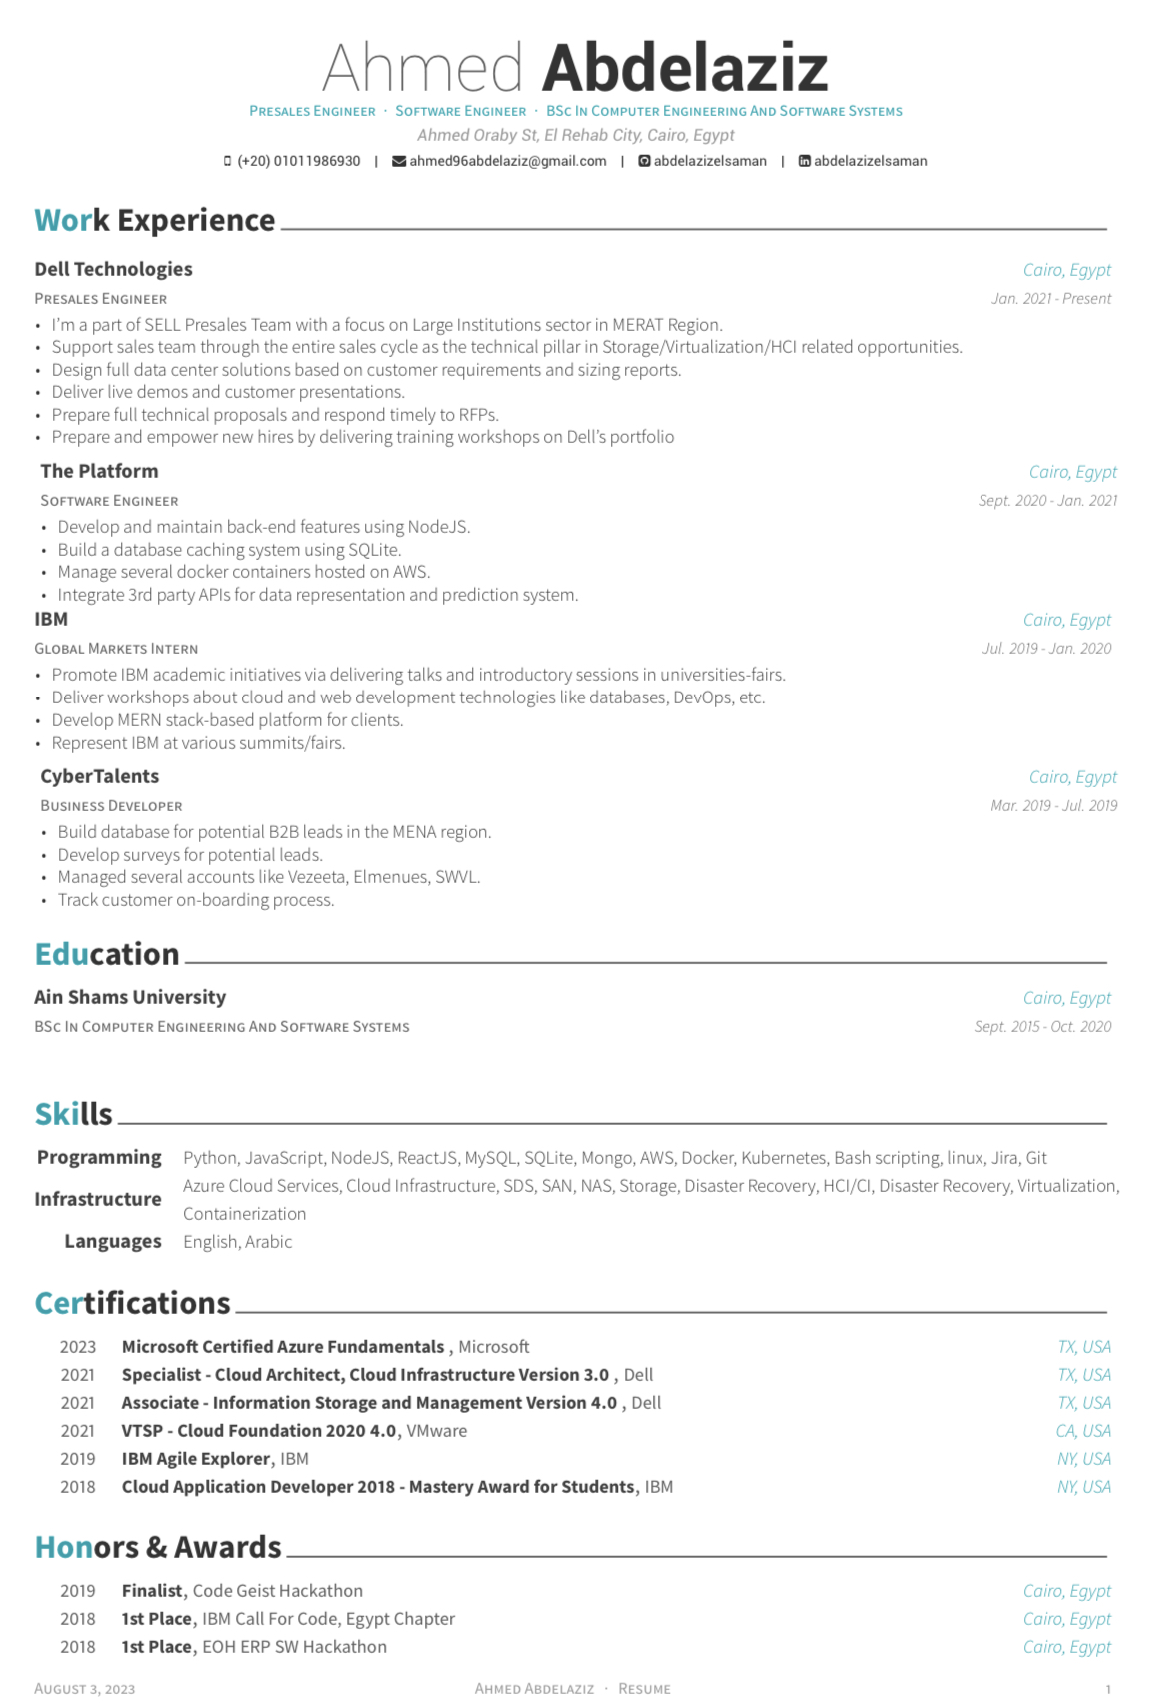 Ahmed Abdelaziz
Presales Engineer · Software Engineer · BSc In Computer Engineering And Software Systems
Ahmed Oraby St, El Rehab City, Cairo, Egypt
(+20) 01011986930 | ahmed96abdelaziz@gmail.com | abdelazizelsaman | abdelazizelsaman
Work Experience
Dell Technologies Cairo, Egypt
Presales Engineer Jan. 2021 - Present
• I'm a part of SELL Presales Team with a focus on Large Institutions sector in MERAT Region.
• Support sales team through the entire sales cycle as the technical pillar in Storage/Virtualization/HCI related opportunities.
• Design full data center solutions based on customer requirements and sizing reports.
• Deliver live demos and customer presentations.
• Prepare full technical proposals and respond timely to RFPs.
• Prepare and empower new hires by delivering training workshops on Dell's portfolio
The Platform Cairo, Egypt
Software Engineer Sept. 2020 - Jan. 2021
• Develop and maintain back-end features using NodeJS.
• Build a database caching system using SQLite.
• Manage several docker containers hosted on AWS.
• Integrate 3rd party APIs for data representation and prediction system.
IBM Cairo, Egypt
Global Markets Intern Jul. 2019 - Jan. 2020
• Promote IBM academic initiatives via delivering talks and introductory sessions in universities-fairs.
• Deliver workshops about cloud and web development technologies like databases, DevOps, etc.
• Develop MERN stack-based platform for clients.
• Represent IBM at various summits/fairs.
CyberTalents Cairo, Egypt
Business Developer Mar. 2019 - Jul. 2019
• Build database for potential B2B leads in the MENA region.
• Develop surveys for potential leads.
• Managed several accounts like Vezeeta, Elmenues, SWVL.
• Track customer on-boarding process.
Education
Ain Shams University Cairo, Egypt
BSc In Computer Engineering And Software Systems Sept. 2015 - Oct. 2020
Skills
Programming Python, JavaScript, NodeJS, ReactJS, MySQL, SQLite, Mongo, AWS, Docker, Kubernetes, Bash scripting, linux, Jira, Git
Infrastructure Azure Cloud Services, Cloud Infrastructure, SDS, SAN, NAS, Storage, Disaster Recovery, HCI/CI, Disaster Recovery, Virtualization,
Containerization
Languages English, Arabic
Certifications
2023 Microsoft Certified Azure Fundamentals , Microsoft TX, USA
2021 Specialist - Cloud Architect, Cloud Infrastructure Version 3.0 , Dell TX, USA
2021 Associate - Information Storage and Management Version 4.0 , Dell TX, USA
2021 VTSP - Cloud Foundation 2020 4.0, VMware CA, USA
2019 IBM Agile Explorer, IBM NY, USA
2018 Cloud Application Developer 2018 - Mastery Award for Students, IBM NY, USA
Honors & Awards
2019 Finalist, Code Geist Hackathon Cairo, Egypt
2018 1st Place, IBM Call For Code, Egypt Chapter Cairo, Egypt
2018 1st Place, EOH ERP SW Hackathon Cairo, Egypt
August 3, 2023 Ahmed Abdelaziz · Resume 1